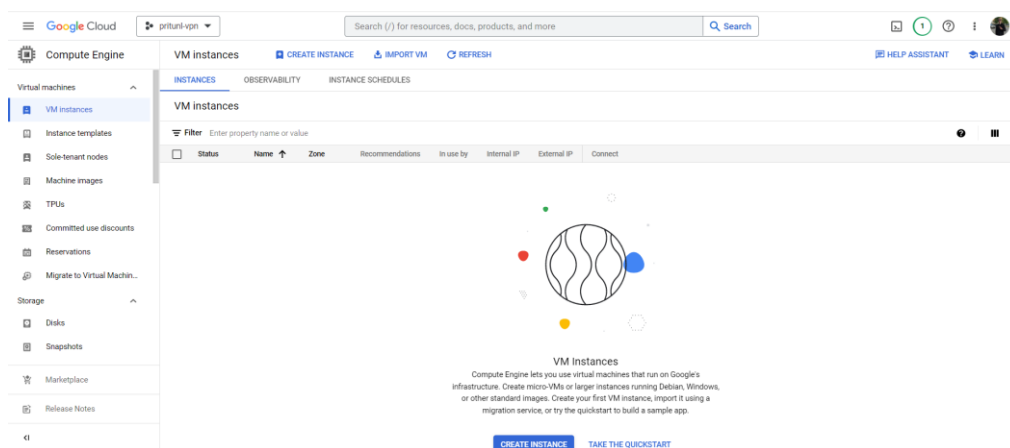 Google Cloud
pritunl-vpn
Search (/) for resources, docs, products, and more
Search
1
Compute Engine
VM instances
CREATE INSTANCE
IMPORT VM
REFRESH
HELP ASSISTANT
LEARN
Virtual machines
VM instances
Instance templates
Sole-tenant nodes
Machine images
TPUs
Committed use discounts
Reservations
Migrate to Virtual Machin...
Storage
Disks
Snapshots
Marketplace
Release Notes
INSTANCES
OBSERVABILITY
INSTANCE SCHEDULES
VM instances
Filter Enter property name or value
Status Name Zone Recommendations In use by Internal IP External IP Connect
VM Instances
Compute Engine lets you use virtual machines that run on Google's
infrastructure. Create micro-VMs or larger instances running Debian, Windows,
or other standard images. Create your first VM instance, import it using a
migration service, or try the quickstart to build a sample app.
CREATE INSTANCE
TAKE THE QUICKSTART